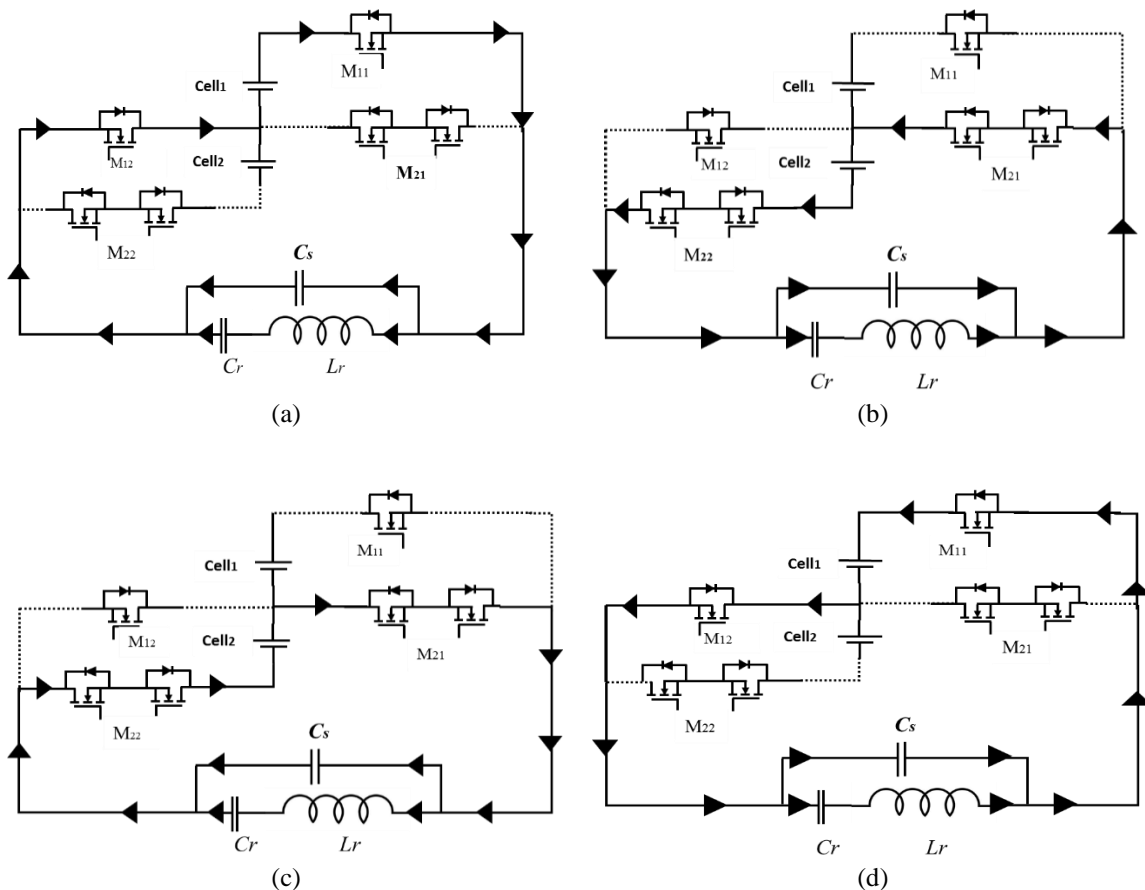 M11
Cell1
M12
Cell2
M21
M22
Cs
Cr Lr
(a)
M11
Cell1
M12
Cell2
M21
M22
Cs
Cr Lr
(b)
M11
Cell1
M12
Cell2
M21
M22
Cs
Cr Lr
(c)
M11
Cell1
M12
Cell2
M21
M22
Cs
Cr Lr
(d)